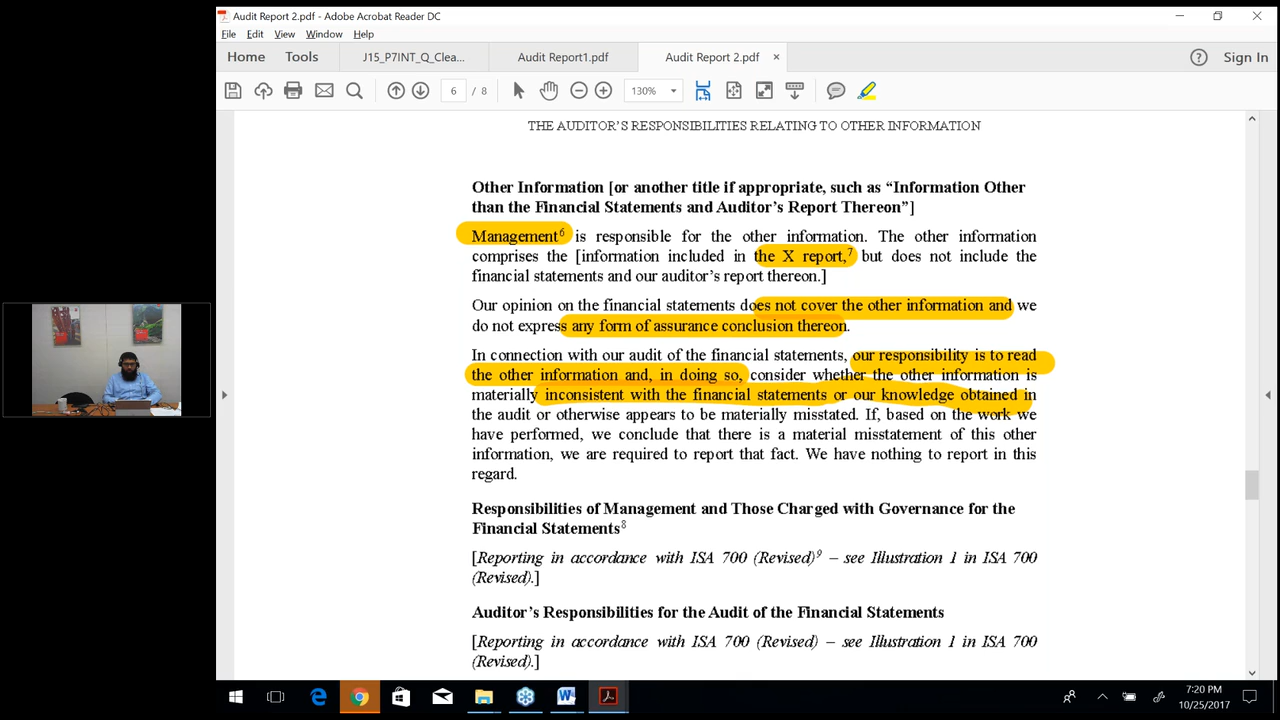 Audit Report 2.pdf - Adobe Acrobat Reader DC
File Edit View Window Help
Home Tools J15_P7INT_Q_Clea... Audit Report1.pdf Audit Report 2.pdf × Sign In
6 / 8 130%
THE AUDITOR'S RESPONSIBILITIES RELATING TO OTHER INFORMATION
Other Information [or another title if appropriate, such as “Information Other
than the Financial Statements and Auditor’s Report Thereon”]
Management6 is responsible for the other information. The other information
comprises the [information included in the X report,7 but does not include the
financial statements and our auditor’s report thereon.]
Our opinion on the financial statements does not cover the other information and we
do not express any form of assurance conclusion thereon.
In connection with our audit of the financial statements, our responsibility is to read
the other information and, in doing so, consider whether the other information is
materially inconsistent with the financial statements or our knowledge obtained in
the audit or otherwise appears to be materially misstated. If, based on the work we
have performed, we conclude that there is a material misstatement of this other
information, we are required to report that fact. We have nothing to report in this
regard.
Responsibilities of Management and Those Charged with Governance for the
Financial Statements8
[Reporting in accordance with ISA 700 (Revised)9 – see Illustration 1 in ISA 700
(Revised).]
Auditor’s Responsibilities for the Audit of the Financial Statements
[Reporting in accordance with ISA 700 (Revised) – see Illustration 1 in ISA 700
(Revised).]
7:20 PM
10/25/2017